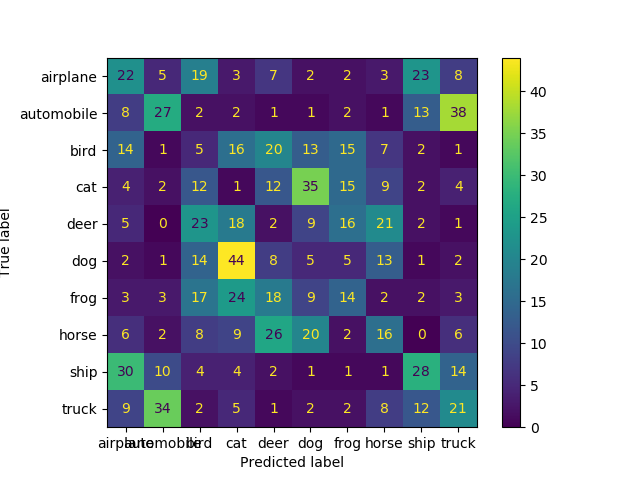 airplane 22 5 19 3 7 2 2 3 23 8
automobile 8 27 2 2 1 1 2 1 13 38
bird 14 1 5 16 20 13 15 7 2 1
cat 4 2 12 1 12 35 15 9 2 4
deer 5 0 23 18 2 9 16 21 2 1
dog 2 1 14 44 8 5 5 13 1 2
frog 3 3 17 24 18 9 14 2 2 3
horse 6 2 8 9 26 20 2 16 0 6
ship 30 10 4 4 2 1 1 1 28 14
truck 9 34 2 5 1 2 2 8 12 21
airplane automobile bird cat deer dog frog horse ship truck
Predicted label
True label
40
35
30
25
20
15
10
5
0